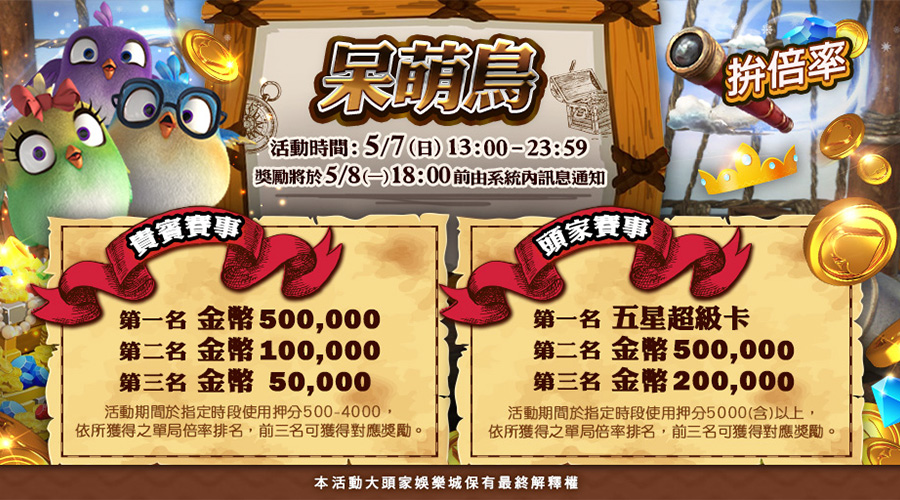 呆萌鳥
拚倍率
活動時間：5/7(日) 13:00-23:59
獎勵將於5/8(一)18:00前由系統內訊息通知
貴賓賽事
第一名 金幣 500,000
第二名 金幣 100,000
第三名 金幣 50,000
活動期間於指定時段使用押分500-4000，
依所獲得之單局倍率排名，前三名可獲得對應獎勵。
頭家賽事
第一名 五星超級卡
第二名 金幣 500,000
第三名 金幣 200,000
活動期間於指定時段使用押分5000(含)以上，
依所獲得之單局倍率排名，前三名可獲得對應獎勵。
本活動大頭家娛樂城保有最終解釋權